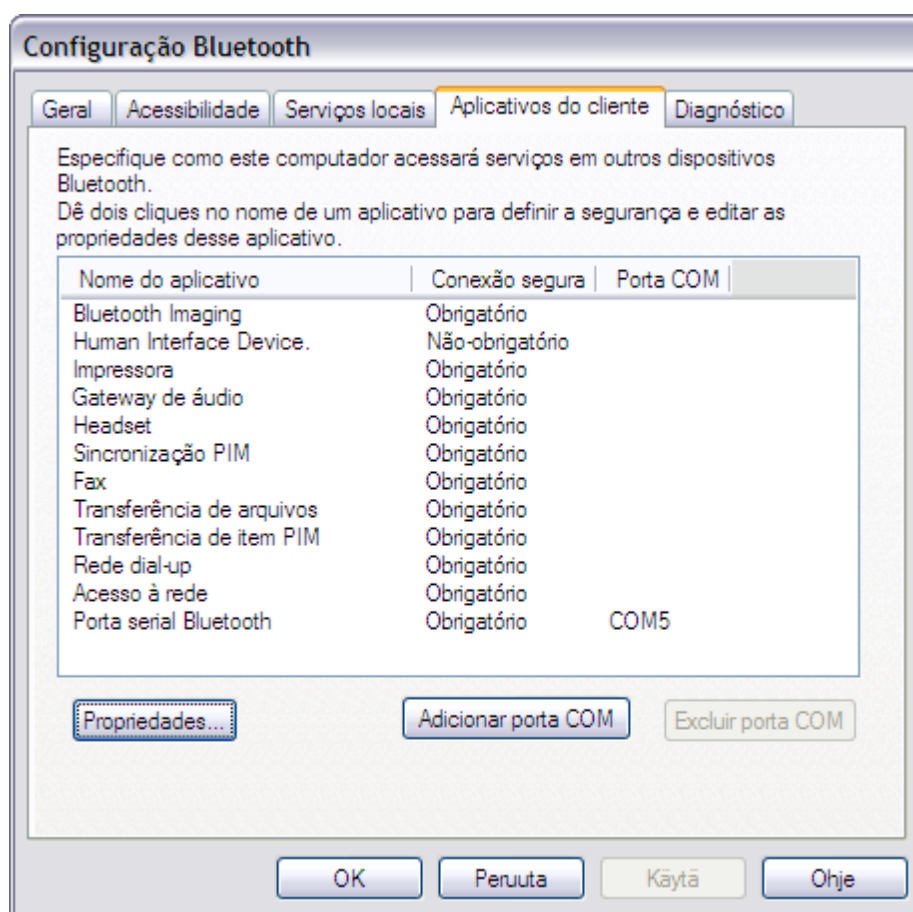 Configuração Bluetooth
Geral Acessibilidade Serviços locais Aplicativos do cliente Diagnóstico
Especifique como este computador acessará serviços em outros dispositivos
Bluetooth.
Dê dois cliques no nome de um aplicativo para definir a segurança e editar as
propriedades desse aplicativo.
Nome do aplicativo Conexão segura Porta COM
Bluetooth Imaging Obrigatório
Human Interface Device. Não-obrigatório
Impressora Obrigatório
Gateway de áudio Obrigatório
Headset Obrigatório
Sincronização PIM Obrigatório
Fax Obrigatório
Transferência de arquivos Obrigatório
Transferência de item PIM Obrigatório
Rede dial-up Obrigatório
Acesso à rede Obrigatório
Porta serial Bluetooth Obrigatório COM5
Propriedades... Adicionar porta COM Excluir porta COM
OK Peruuta Käytä Ohje